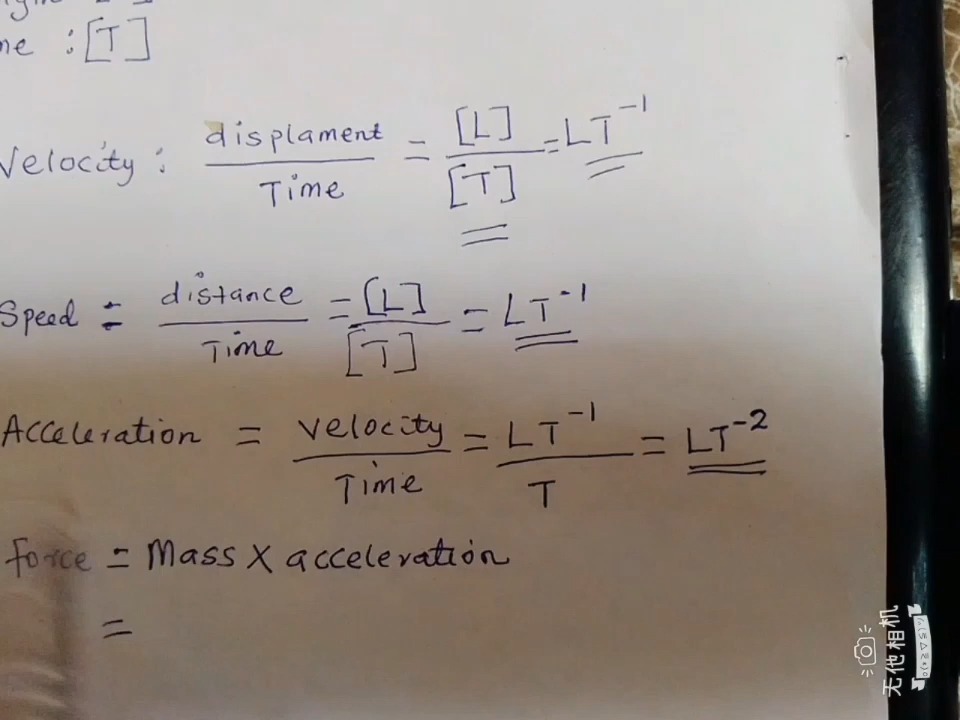 me : [T]
Velocity : displament / Time = [L] / [T] = LT⁻¹
Speed = distance / Time = [L] / [T] = LT⁻¹
Acceleration = velocity / Time = LT⁻¹ / T = LT⁻²
force = Mass X acceleration
=
无他相机